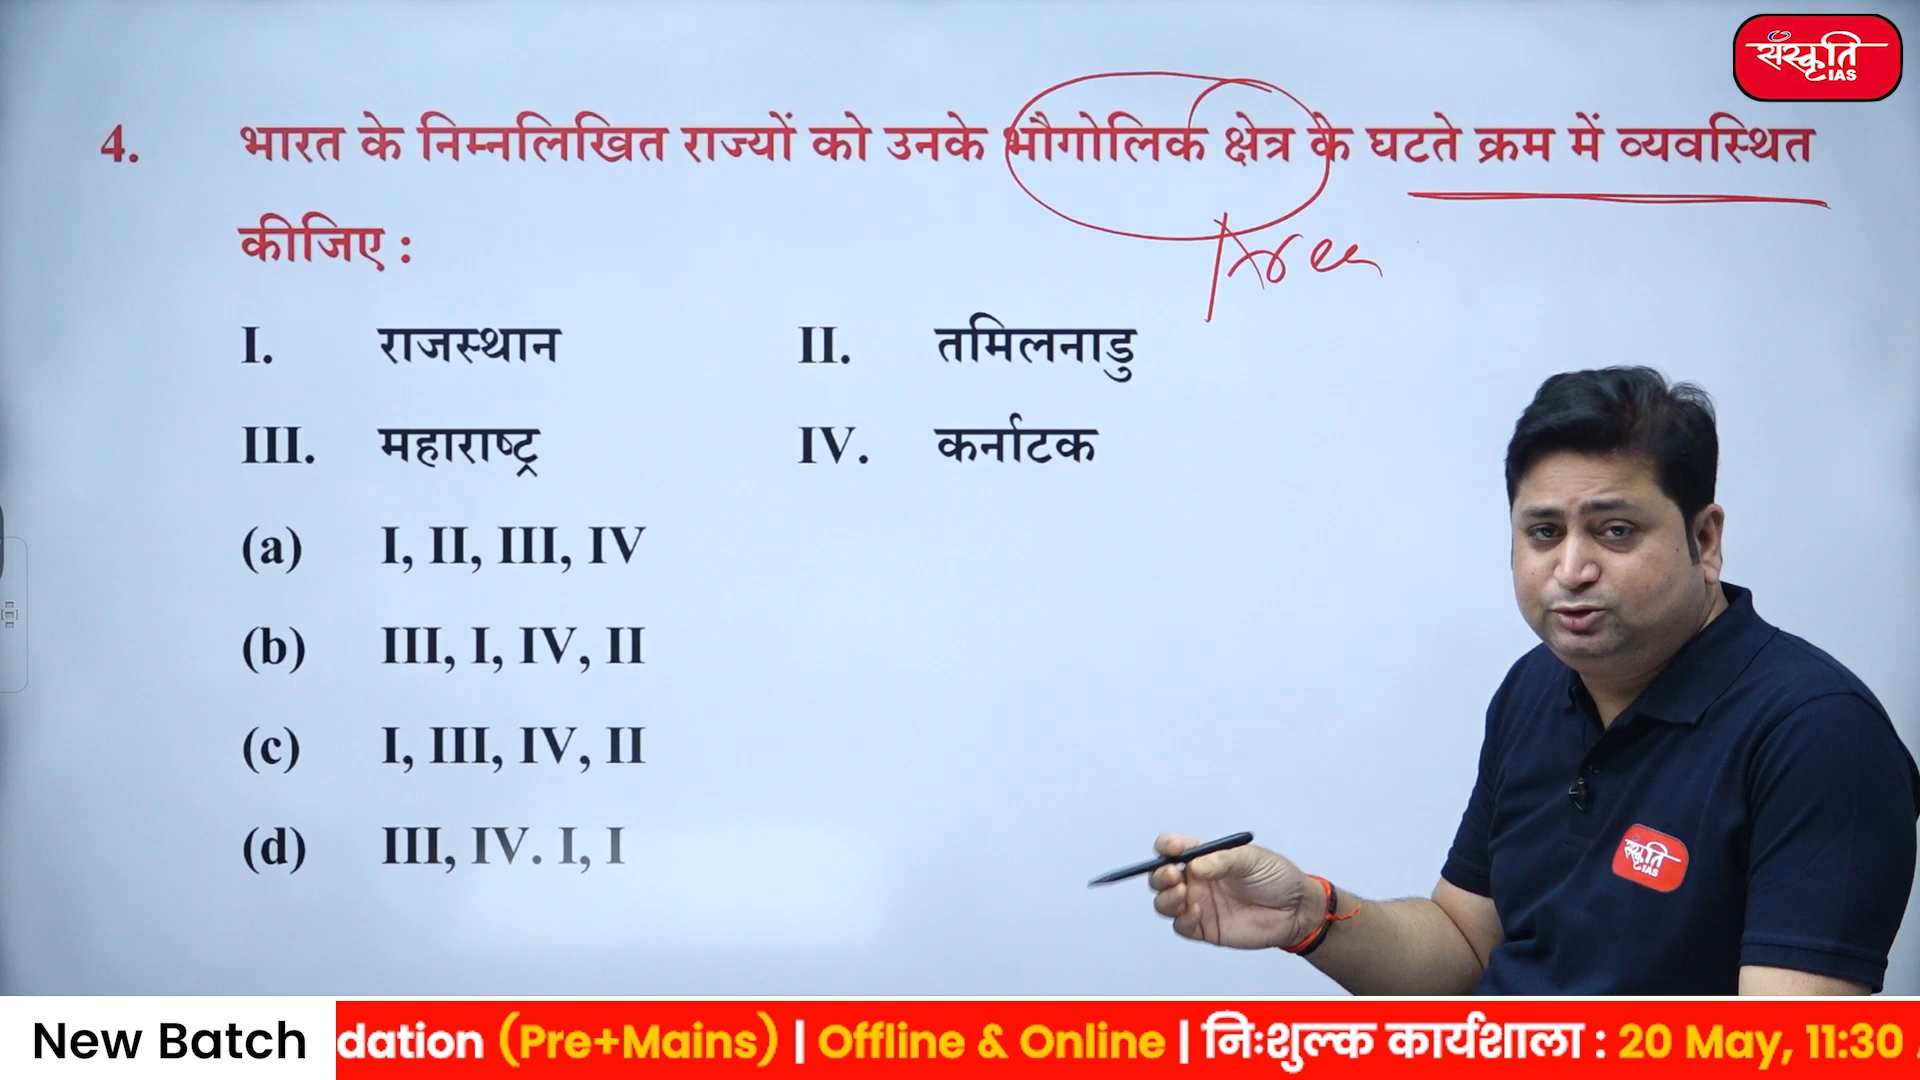 संस्कृति
IAS
4. भारत के निम्नलिखित राज्यों को उनके भौगोलिक क्षेत्र के घटते क्रम में व्यवस्थित
कीजिए :
Area
I. राजस्थान II. तमिलनाडु
III. महाराष्ट्र IV. कर्नाटक
(a) I, II, III, IV
(b) III, I, IV, II
(c) I, III, IV, II
(d) III, IV. I, I
संस्कृति
IAS
New Batch dation (Pre+Mains) | Offline & Online | निःशुल्क कार्यशाला : 20 May, 11:30